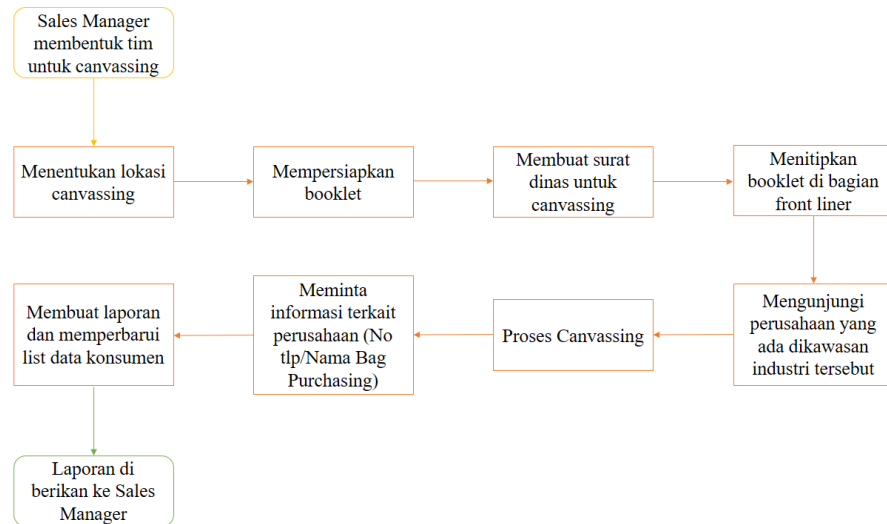 Sales Manager
membentuk tim
untuk canvassing
Menentukan lokasi
canvassing
Mempersiapkan
booklet
Membuat surat
dinas untuk
canvassing
Menitipkan
booklet di bagian
front liner
Mengunjungi
perusahaan yang
ada dikawasan
industri tersebut
Proses Canvassing
Meminta
informasi terkait
perusahaan (No
tlp/Nama Bag
Purchasing)
Membuat laporan
dan memperbarui
list data konsumen
Laporan di
berikan ke Sales
Manager